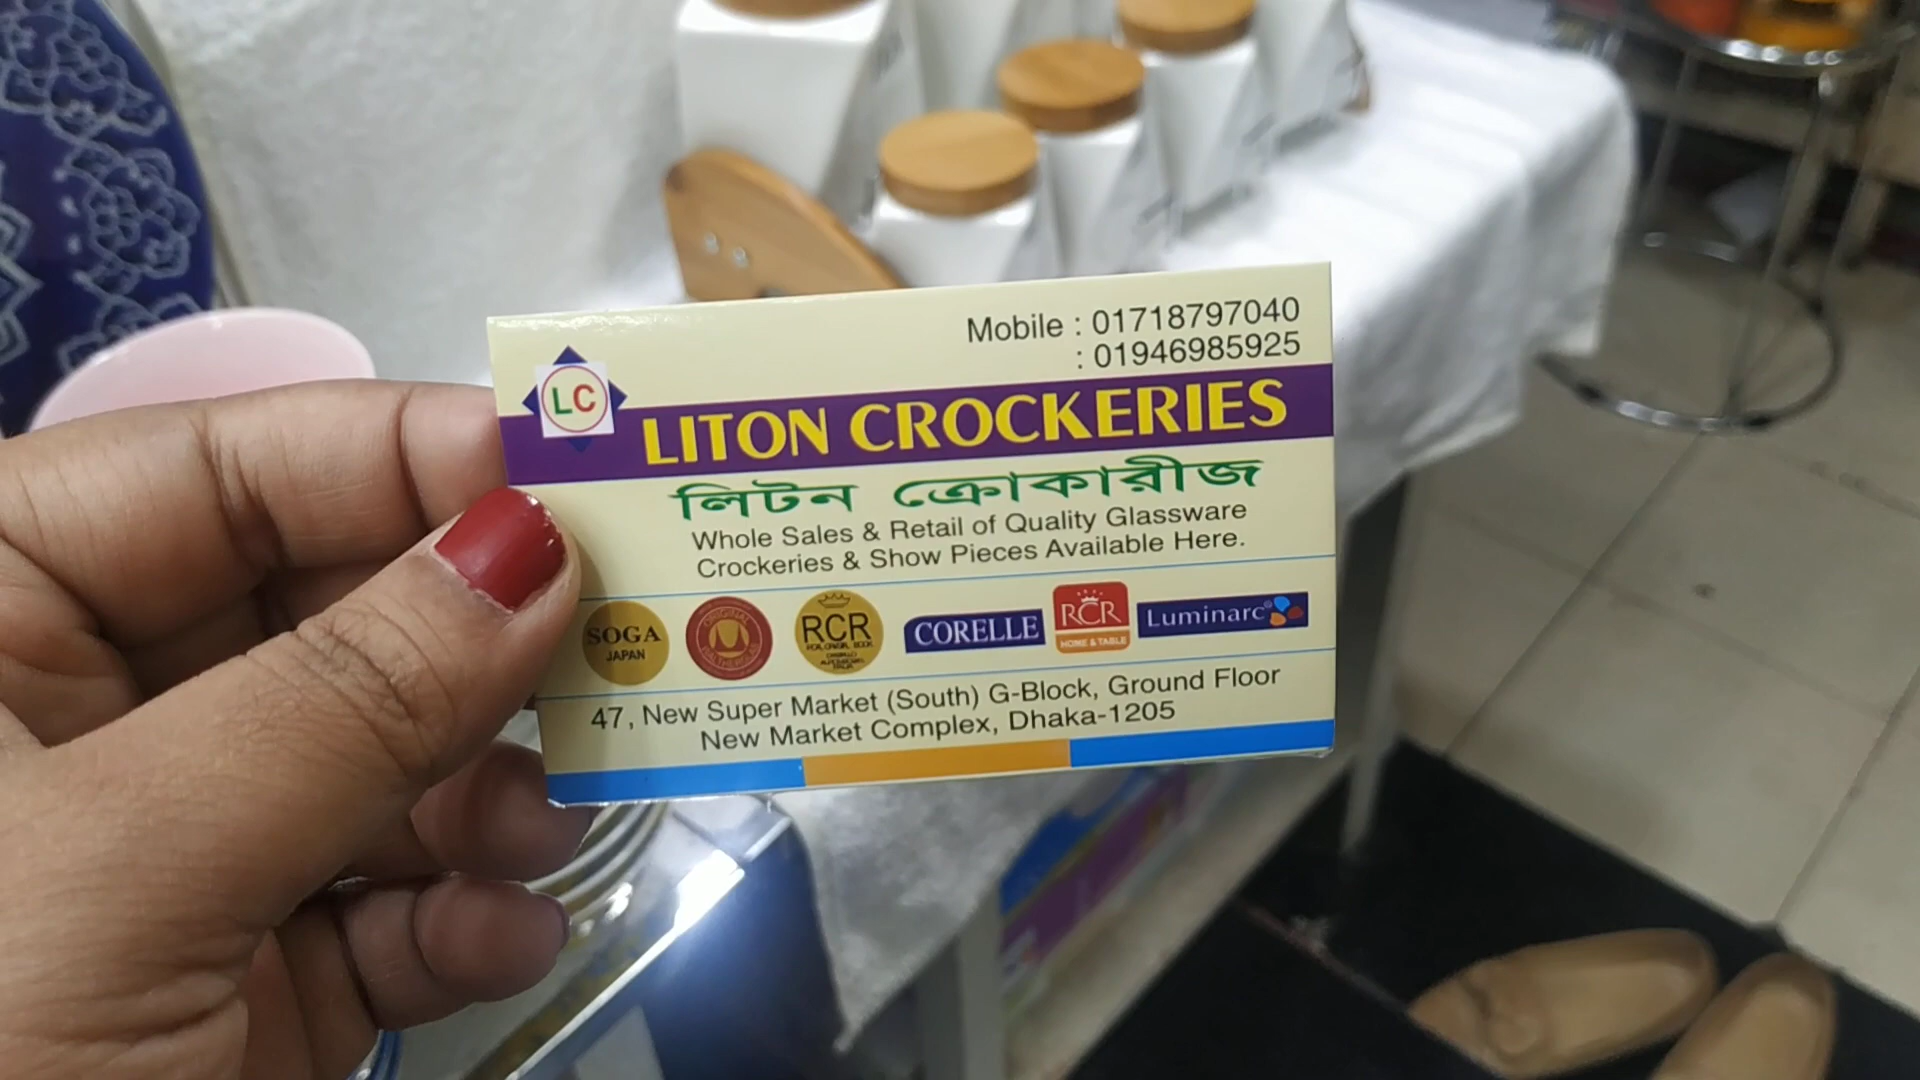 Mobile : 01718797040
: 01946985925
LC
LITON CROCKERIES
লিটন ক্রোকারীজ
Whole Sales & Retail of Quality Glassware
Crockeries & Show Pieces Available Here.
SOGA
JAPAN
ORIGINAL
RCR
CORELLE
RCR
HOME & TABLE
Luminarc®
47, New Super Market (South) G-Block, Ground Floor
New Market Complex, Dhaka-1205